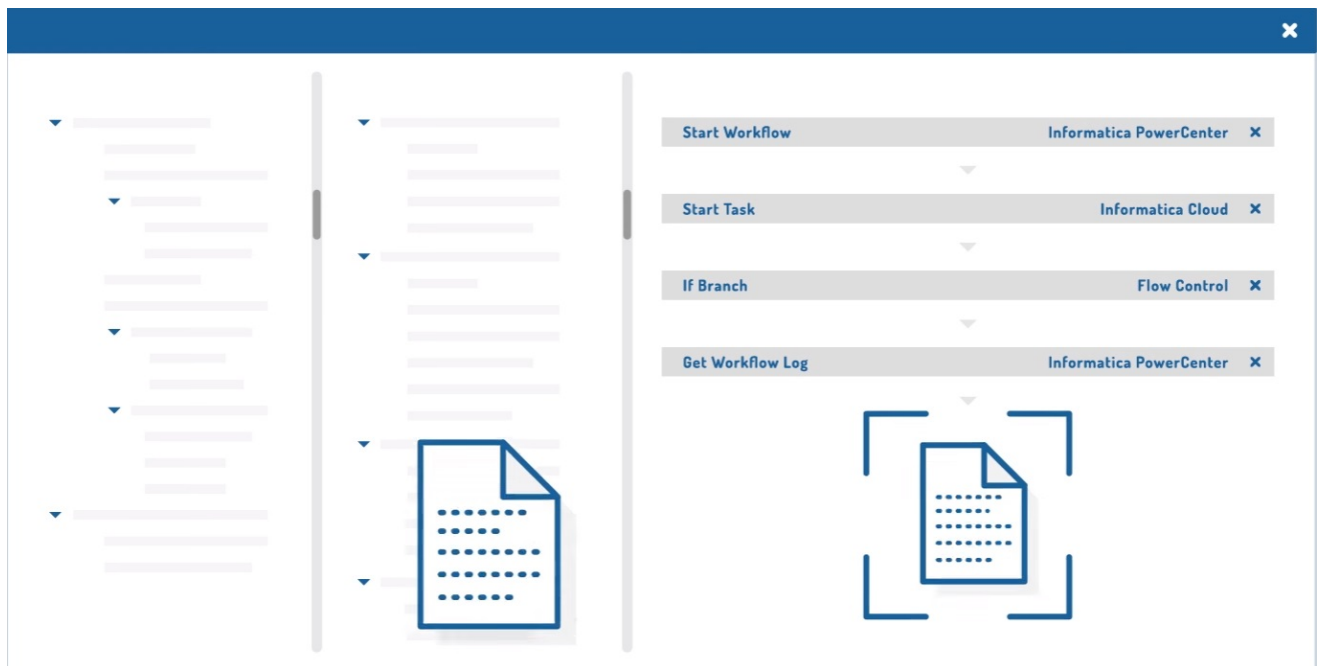 Start Workflow Informatica PowerCenter
Start Task Informatica Cloud
If Branch Flow Control
Get Workflow Log Informatica PowerCenter